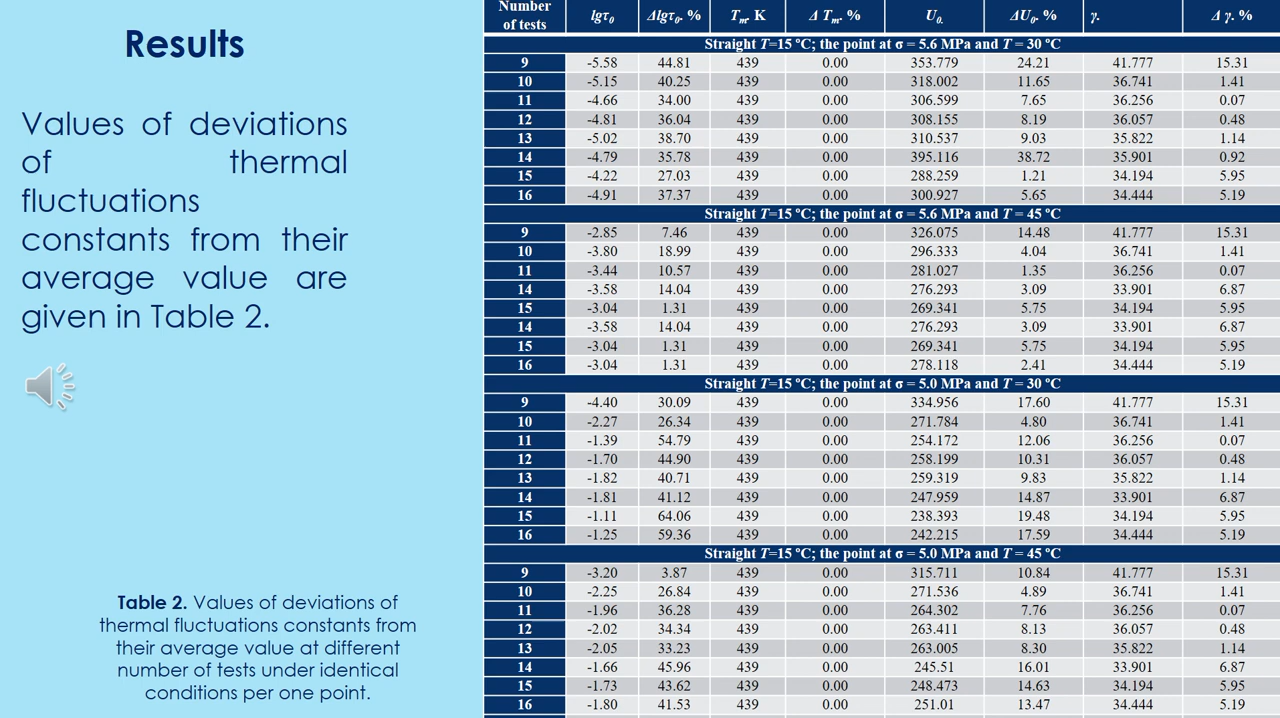 Results
Values of deviations
of thermal
fluctuations
constants from their
average value are
given in Table 2.
Table 2. Values of deviations of
thermal fluctuations constants from
their average value at different
number of tests under identical
conditions per one point.
Number of tests lgτ₀ Δlgτ₀. % Tₘ. K Δ Tₘ. % U₀. ΔU₀. % γ. Δ γ. %
Straight T=15 ºC; the point at σ = 5.6 MPa and T = 30 ºC
9 -5.58 44.81 439 0.00 353.779 24.21 41.777 15.31
10 -5.15 40.25 439 0.00 318.002 11.65 36.741 1.41
11 -4.66 34.00 439 0.00 306.599 7.65 36.256 0.07
12 -4.81 36.04 439 0.00 308.155 8.19 36.057 0.48
13 -5.02 38.70 439 0.00 310.537 9.03 35.822 1.14
14 -4.79 35.78 439 0.00 395.116 38.72 35.901 0.92
15 -4.22 27.03 439 0.00 288.259 1.21 34.194 5.95
16 -4.91 37.37 439 0.00 300.927 5.65 34.444 5.19
Straight T=15 ºC; the point at σ = 5.6 MPa and T = 45 ºC
9 -2.85 7.46 439 0.00 326.075 14.48 41.777 15.31
10 -3.80 18.99 439 0.00 296.333 4.04 36.741 1.41
11 -3.44 10.57 439 0.00 281.027 1.35 36.256 0.07
14 -3.58 14.04 439 0.00 276.293 3.09 33.901 6.87
15 -3.04 1.31 439 0.00 269.341 5.75 34.194 5.95
14 -3.58 14.04 439 0.00 276.293 3.09 33.901 6.87
15 -3.04 1.31 439 0.00 269.341 5.75 34.194 5.95
16 -3.04 1.31 439 0.00 278.118 2.41 34.444 5.19
Straight T=15 ºC; the point at σ = 5.0 MPa and T = 30 ºC
9 -4.40 30.09 439 0.00 334.956 17.60 41.777 15.31
10 -2.27 26.34 439 0.00 271.784 4.80 36.741 1.41
11 -1.39 54.79 439 0.00 254.172 12.06 36.256 0.07
12 -1.70 44.90 439 0.00 258.199 10.31 36.057 0.48
13 -1.82 40.71 439 0.00 259.319 9.83 35.822 1.14
14 -1.81 41.12 439 0.00 247.959 14.87 33.901 6.87
15 -1.11 64.06 439 0.00 238.393 19.48 34.194 5.95
16 -1.25 59.36 439 0.00 242.215 17.59 34.444 5.19
Straight T=15 ºC; the point at σ = 5.0 MPa and T = 45 ºC
9 -3.20 3.87 439 0.00 315.711 10.84 41.777 15.31
10 -2.25 26.84 439 0.00 271.536 4.89 36.741 1.41
11 -1.96 36.28 439 0.00 264.302 7.76 36.256 0.07
12 -2.02 34.34 439 0.00 263.411 8.13 36.057 0.48
13 -2.05 33.23 439 0.00 263.005 8.30 35.822 1.14
14 -1.66 45.96 439 0.00 245.51 16.01 33.901 6.87
15 -1.73 43.62 439 0.00 248.473 14.63 34.194 5.95
16 -1.80 41.53 439 0.00 251.01 13.47 34.444 5.19